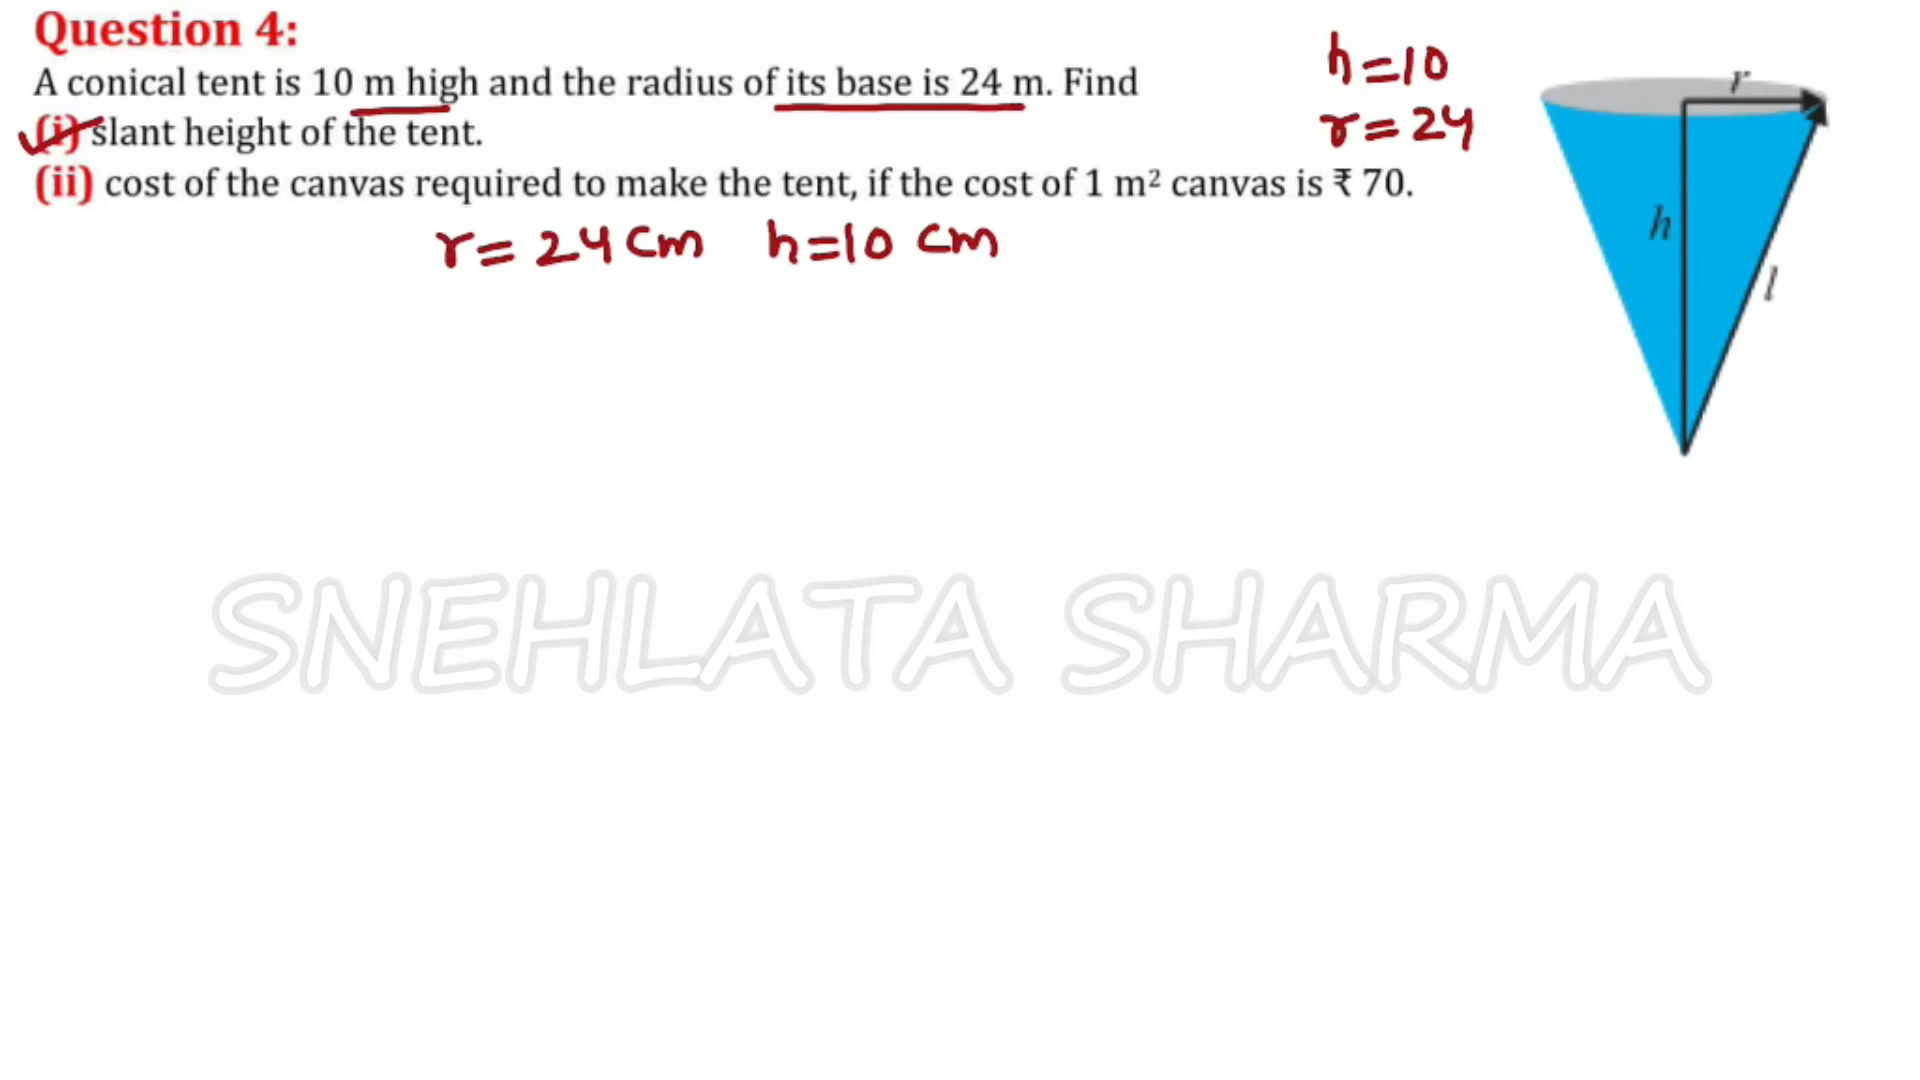 Question 4:
A conical tent is 10 m high and the radius of its base is 24 m. Find
(i) slant height of the tent.
(ii) cost of the canvas required to make the tent, if the cost of 1 m² canvas is ₹ 70.
h=10
r=24
r= 24 cm h=10 cm
r
h
l
SNEHLATA SHARMA